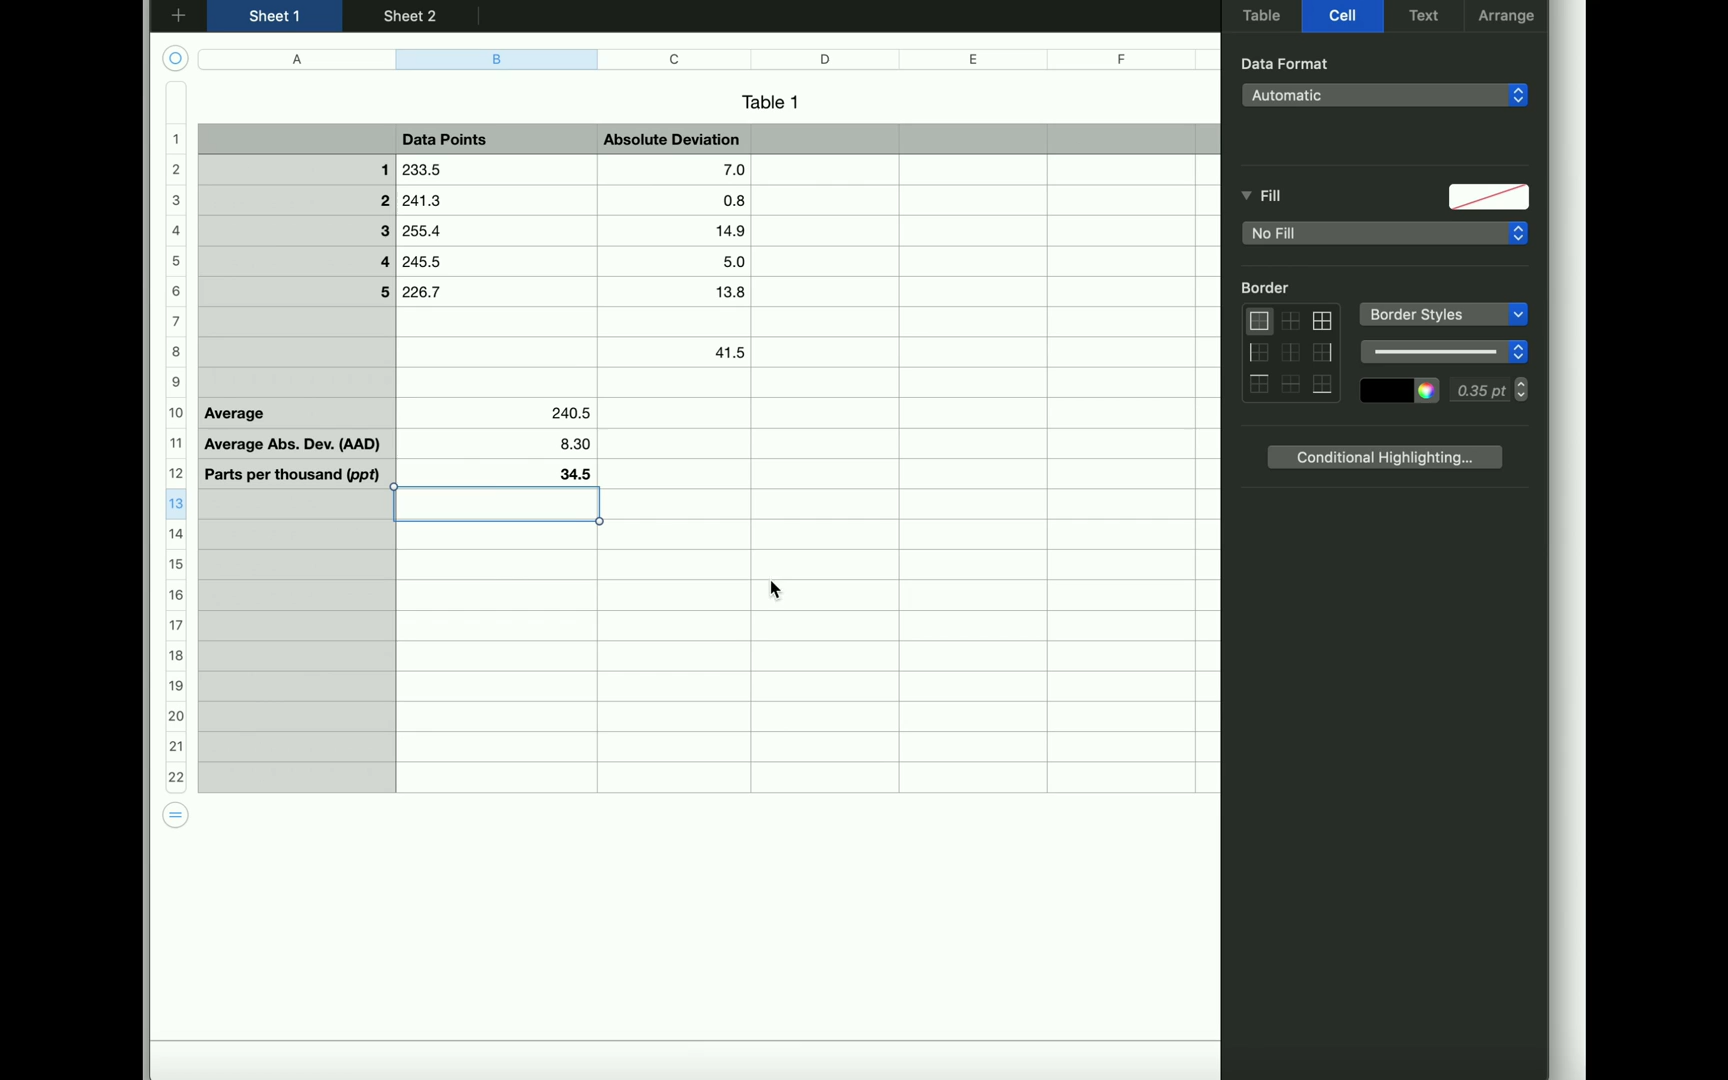 + Sheet 1 Sheet 2
Table Cell Text Arrange
A B C D E F
Table 1
1 Data Points Absolute Deviation
2 1 233.5 7.0
3 2 241.3 0.8
4 3 255.4 14.9
5 4 245.5 5.0
6 5 226.7 13.8
7
8 41.5
9
10 Average 240.5
11 Average Abs. Dev. (AAD) 8.30
12 Parts per thousand (ppt) 34.5
13
14
15
16
17
18
19
20
21
22
=
Data Format
Automatic
Fill
No Fill
Border
Border Styles
0.35 pt
Conditional Highlighting...